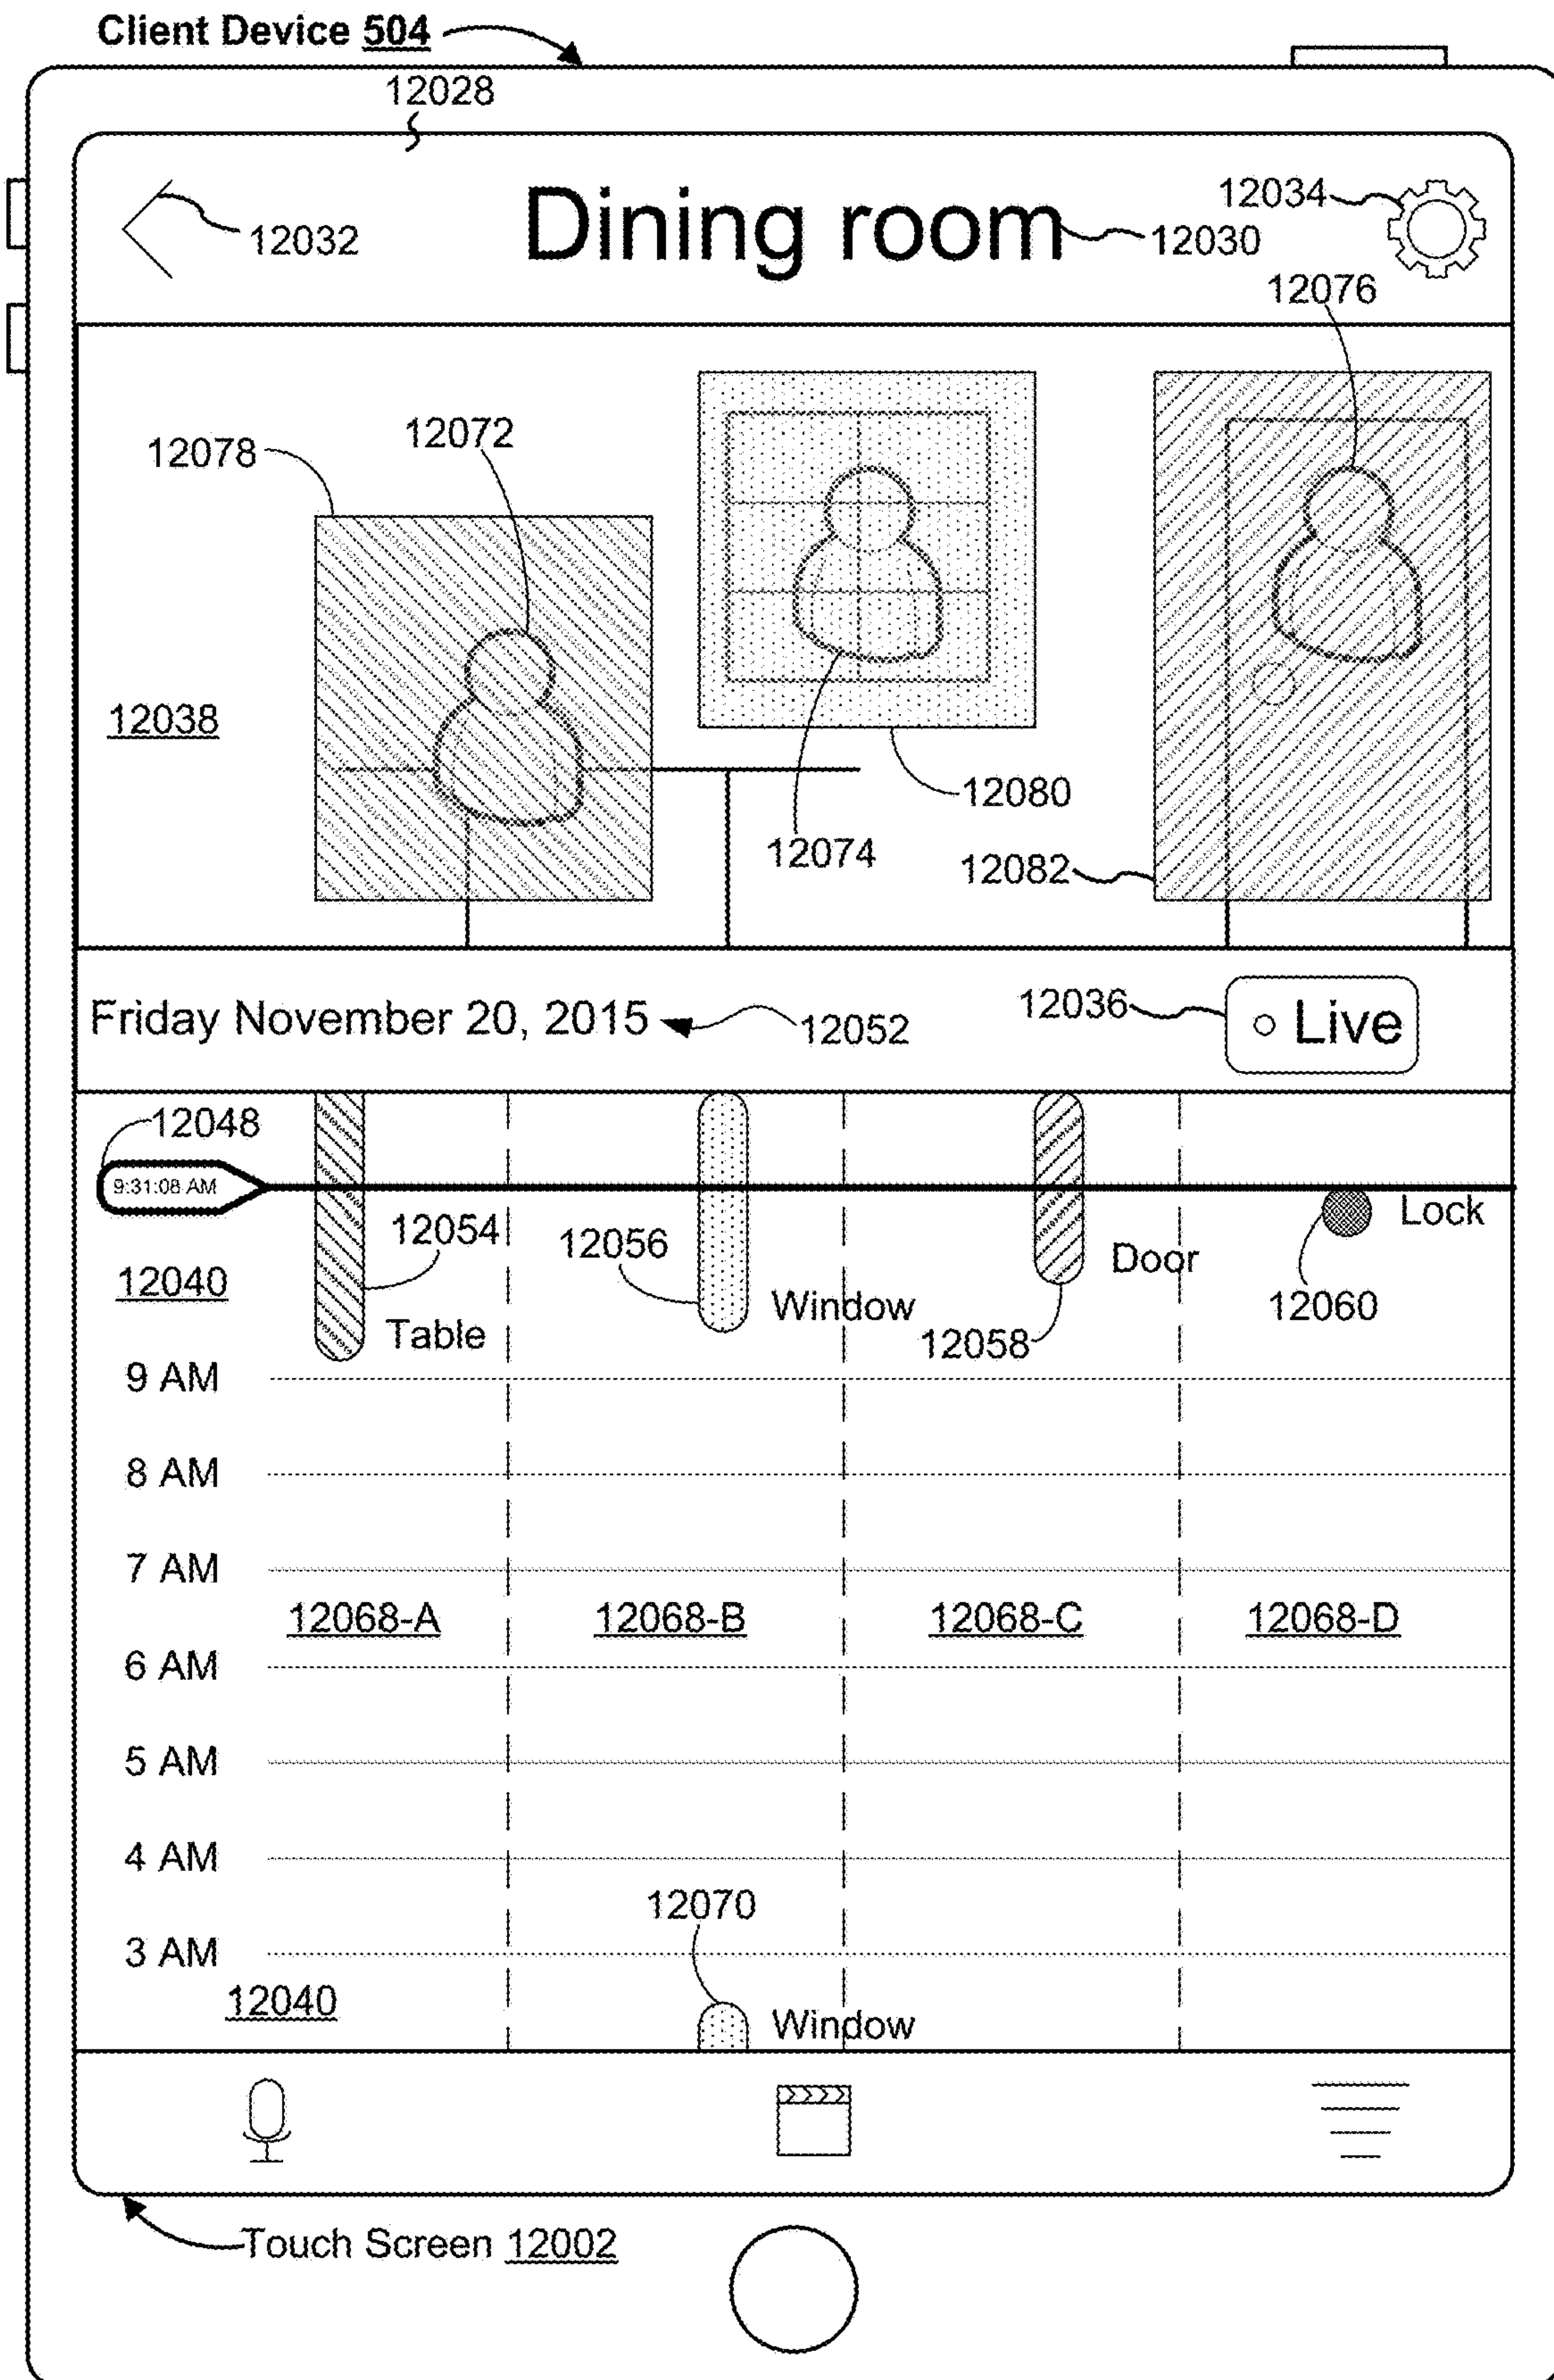 Client Device 504
12028
12032
Dining room
12030
12034
12076
12078
12072
12038
12080
12074
12082
Friday November 20, 2015
12052
12036
Live
12048
9:31:08 AM
12054
12056
12058
12060
Lock
Door
Window
Table
12040
9 AM
8 AM
7 AM
12068-A
12068-B
12068-C
12068-D
6 AM
5 AM
4 AM
12070
3 AM
12040
Window
Touch Screen 12002